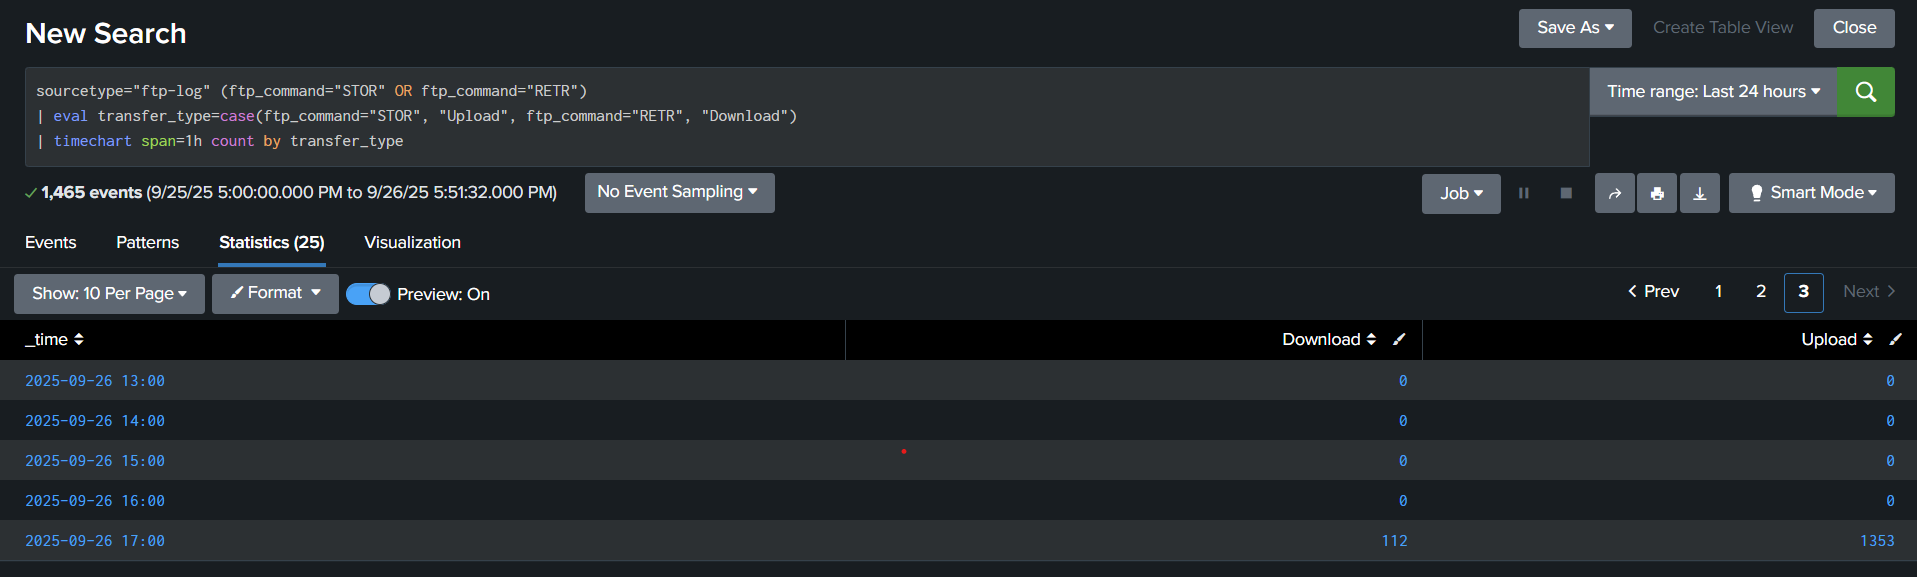 New Search
Save As
Create Table View
Close
sourcetype="ftp-log" (ftp_command="STOR" OR ftp_command="RETR")
| eval transfer_type=case(ftp_command="STOR", "Upload", ftp_command="RETR", "Download")
| timechart span=1h count by transfer_type
Time range: Last 24 hours
1,465 events (9/25/25 5:00:00.000 PM to 9/26/25 5:51:32.000 PM)
No Event Sampling
Job
Smart Mode
Events
Patterns
Statistics (25)
Visualization
Show: 10 Per Page
Format
Preview: On
Prev
1
2
3
Next
_time
Download
Upload
2025-09-26 13:00 0 0
2025-09-26 14:00 0 0
2025-09-26 15:00 0 0
2025-09-26 16:00 0 0
2025-09-26 17:00 112 1353